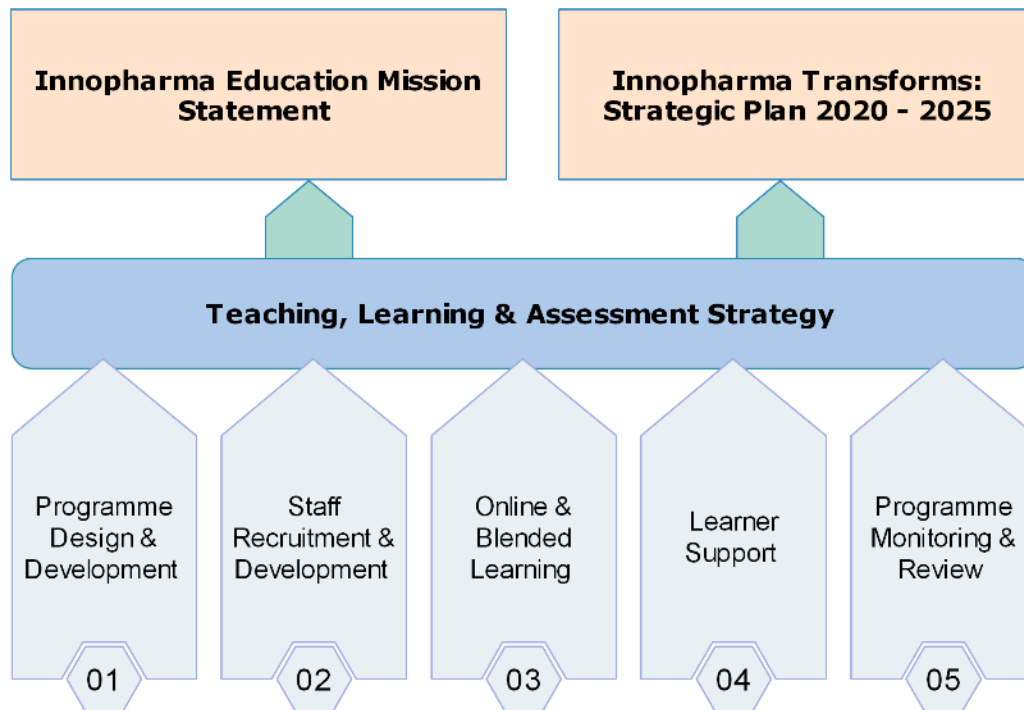 Innopharma Education Mission
Statement
Innopharma Transforms:
Strategic Plan 2020 - 2025
Teaching, Learning & Assessment Strategy
Programme
Design &
Development
Staff
Recruitment &
Development
Online &
Blended
Learning
Learner
Support
Programme
Monitoring &
Review
01
02
03
04
05